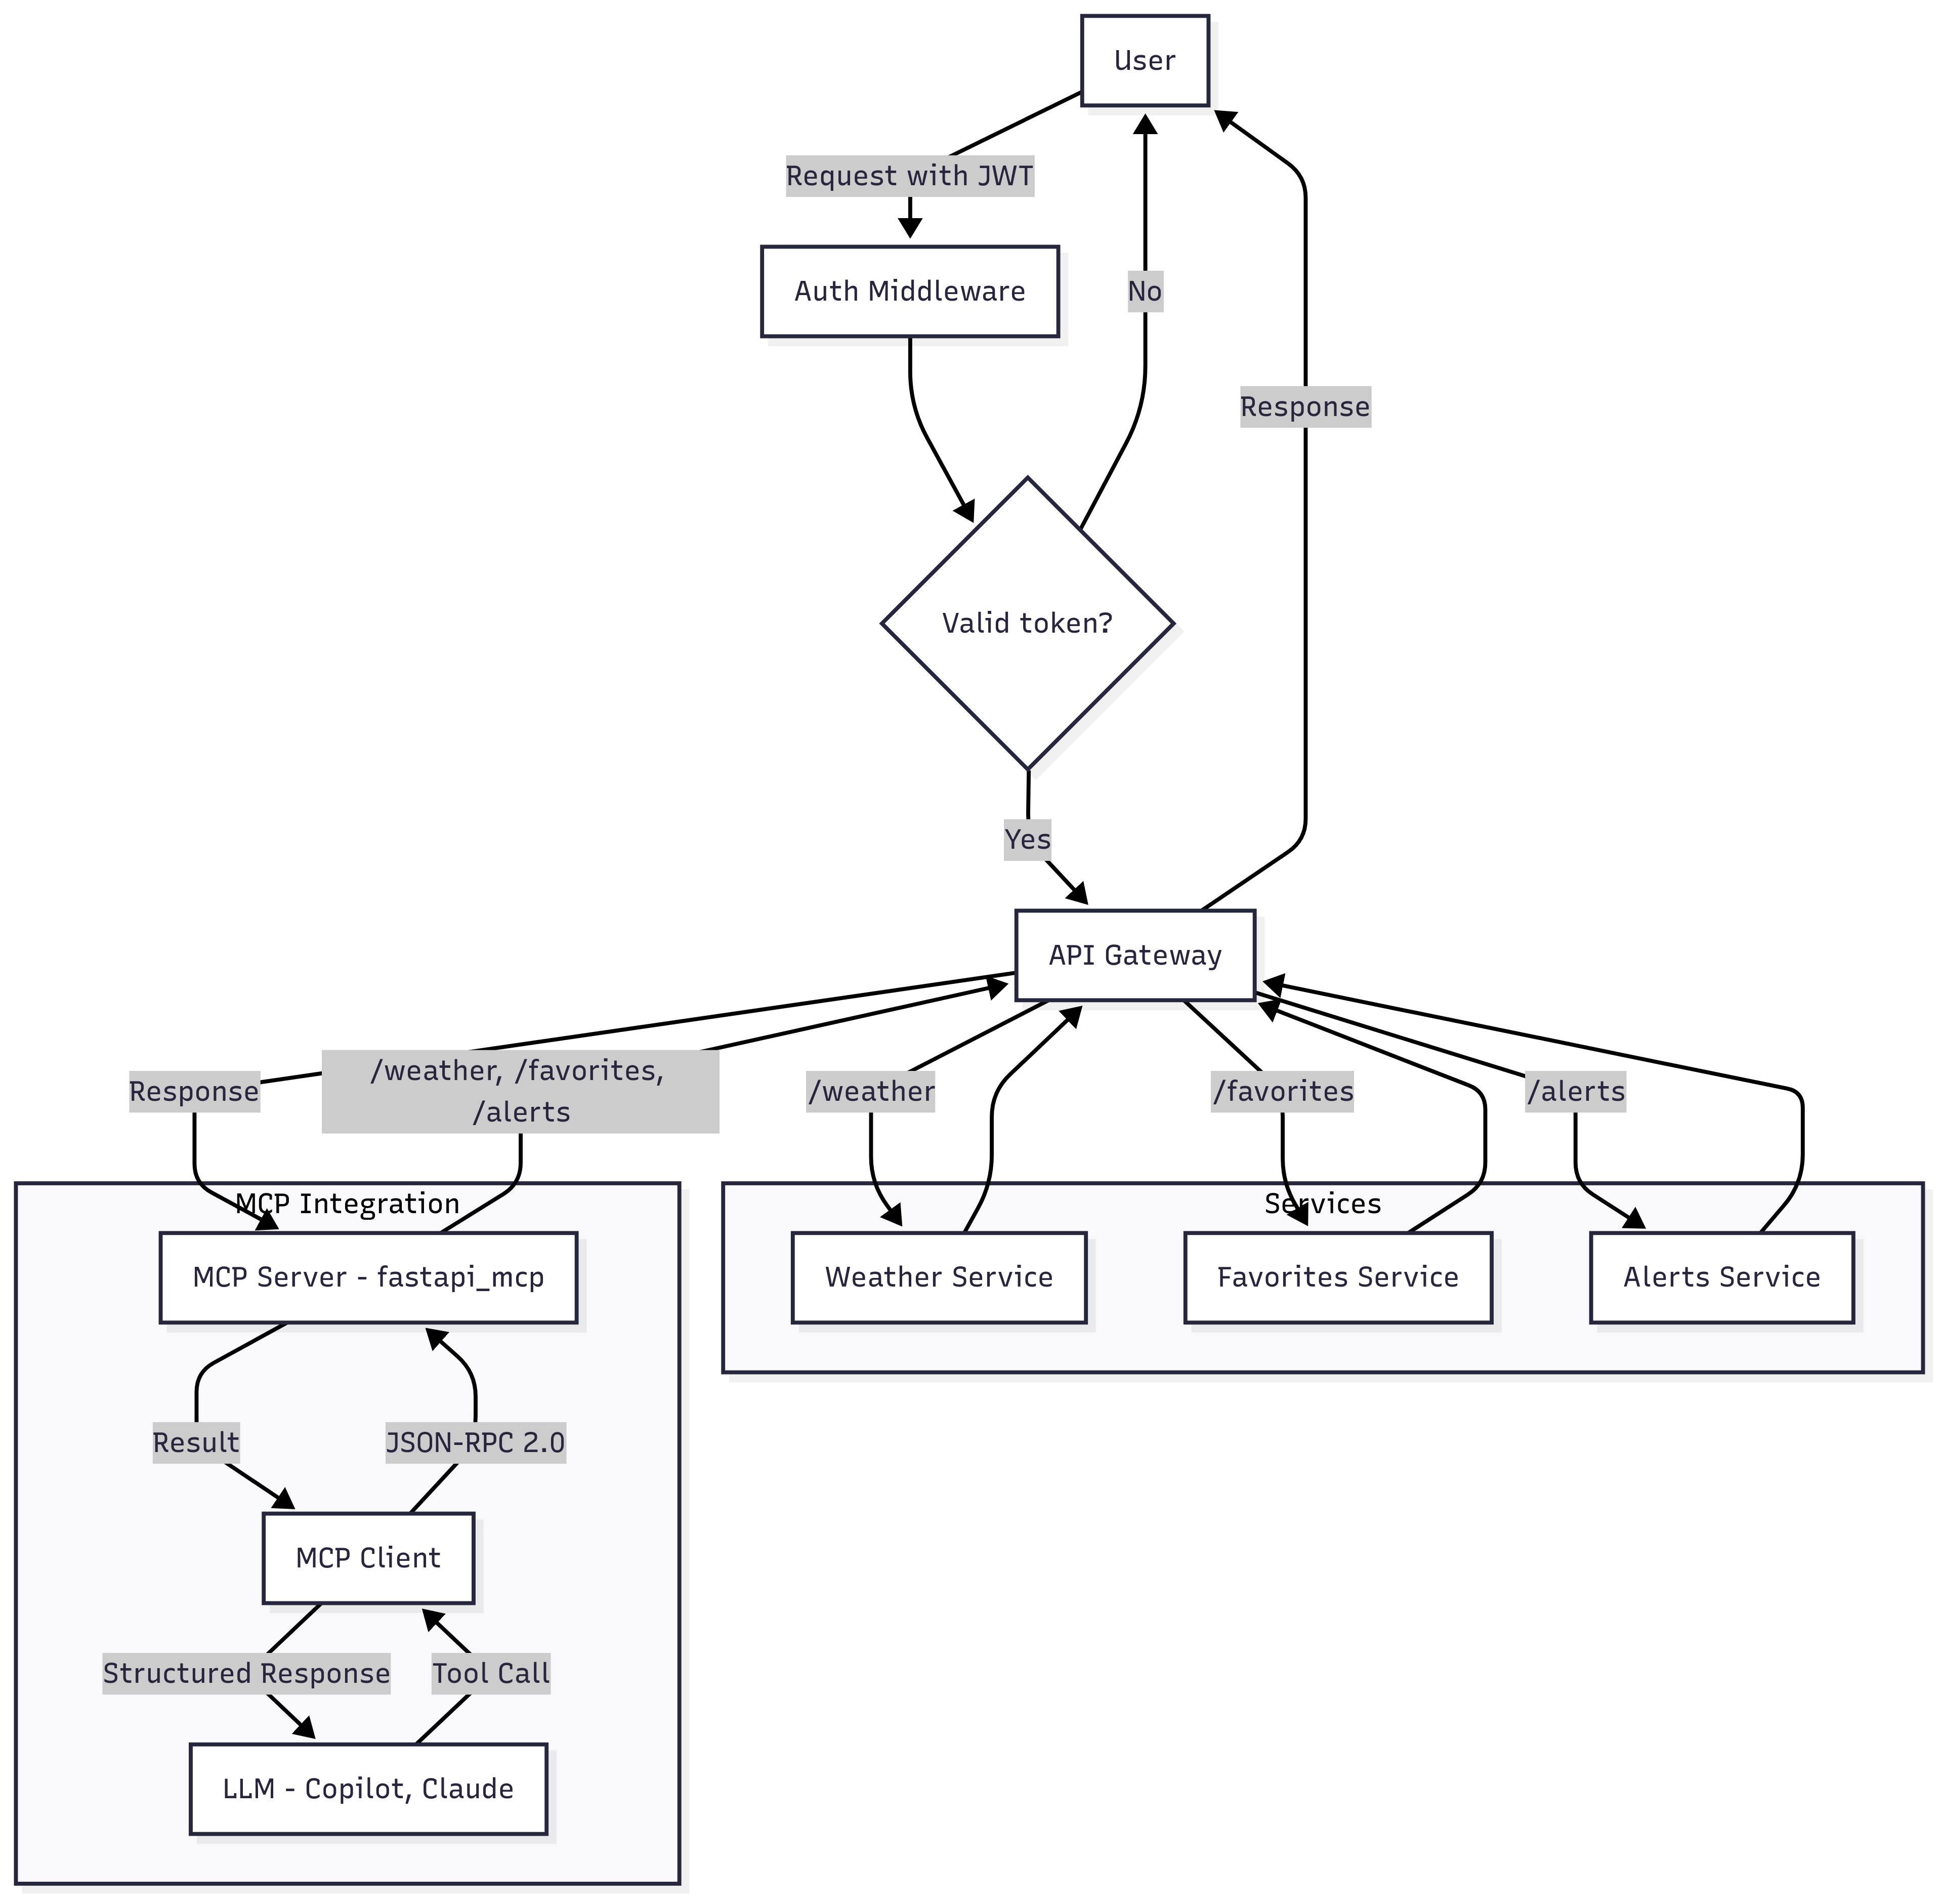 User
Request with JWT
Auth Middleware
No
Response
Valid token?
Yes
API Gateway
Response
/weather, /favorites,
/alerts
/weather
/favorites
/alerts
MCP Integration
Services
MCP Server - fastapi_mcp
Weather Service
Favorites Service
Alerts Service
Result
JSON-RPC 2.0
MCP Client
Structured Response
Tool Call
LLM - Copilot, Claude